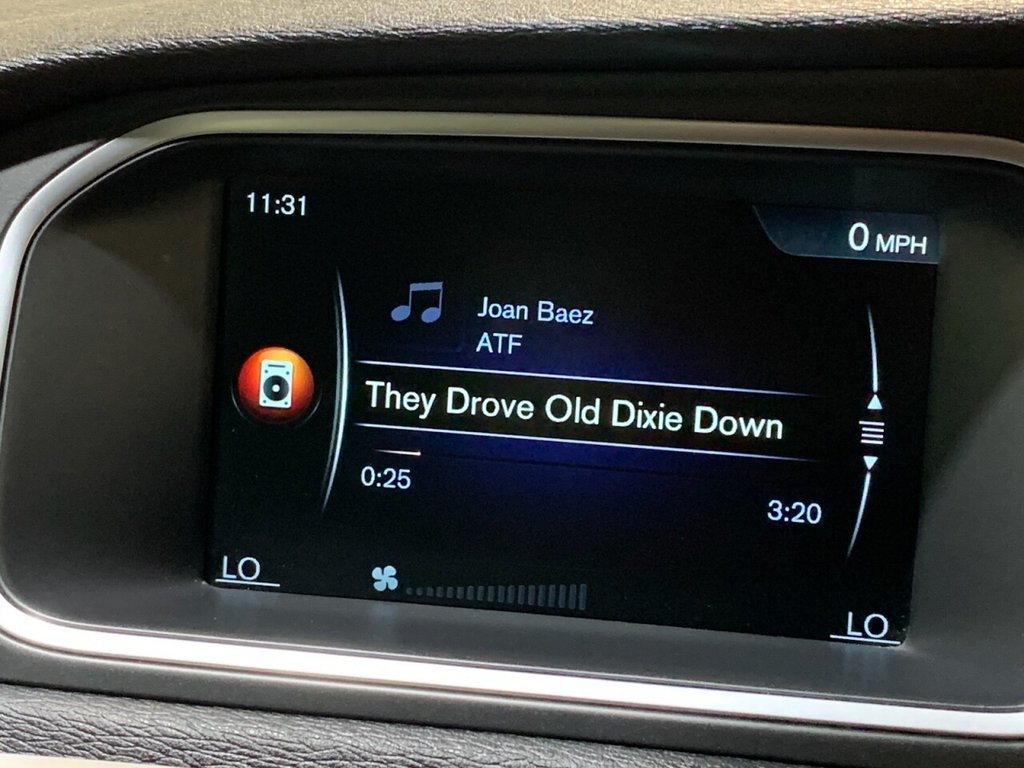 11:31
0 MPH
Joan Baez
ATF
They Drove Old Dixie Down
0:25
3:20
LO
LO